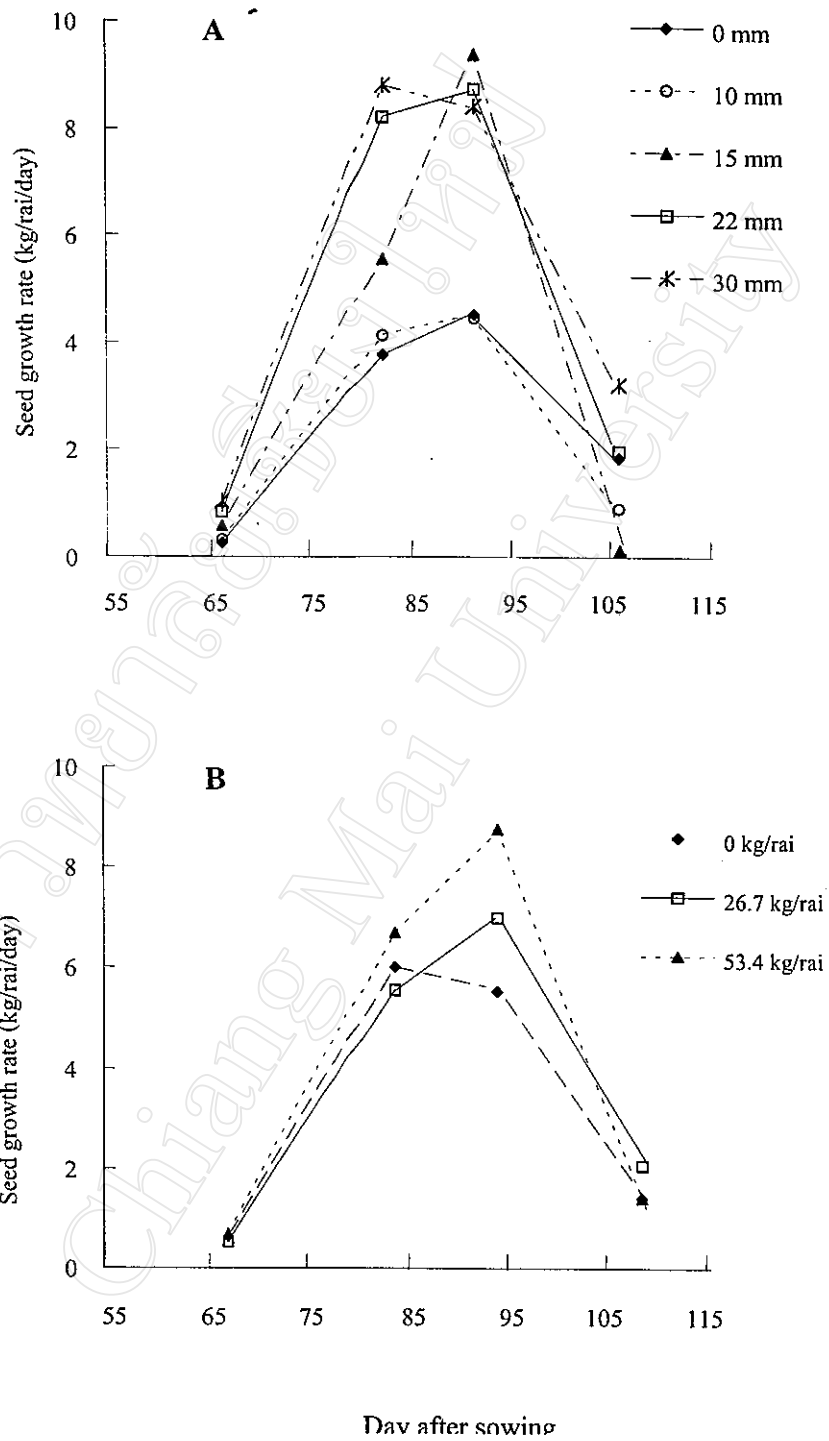 A
10
8
6
4
2
0
55 65 75 85 95 105 115
Seed growth rate (kg/rai/day)
0 mm
10 mm
15 mm
22 mm
30 mm
B
10
8
6
4
2
0
55 65 75 85 95 105 115
Seed growth rate (kg/rai/day)
0 kg/rai
26.7 kg/rai
53.4 kg/rai
Day after sowing
Chiang Mai University